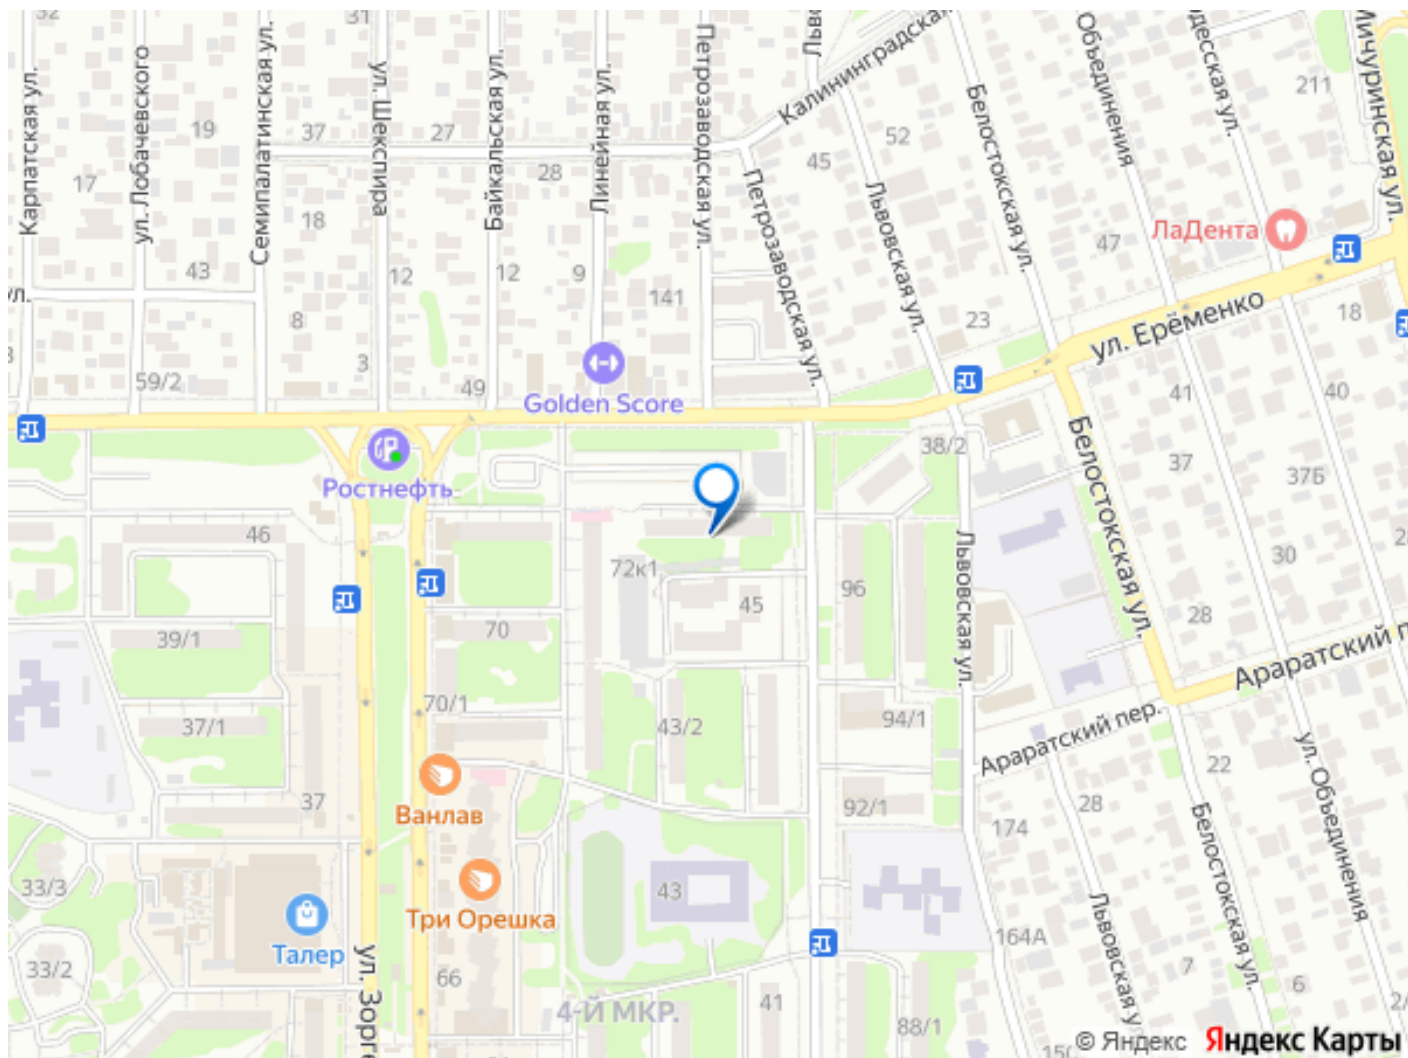 32
31
Карпатская ул.
ул. Лобачевского
Семипалатинская ул.
ул. Шекспира
Байкальская ул.
Линейная ул.
Петрозаводская ул.
Калининградская
Белостокская ул.
Объединения
Одесская ул.
Мичуринская ул.
211
19
37
27
52
45
28
17
18
Петрозаводская ул.
Львовская ул.
47
ЛаДента
43
12
12
9
141
ул.
8
23
18
ул. Ерёменко
3
59/2
49
Golden Score
41
40
38/2
Белостокская ул.
37
37Б
Ростнефть
46
Львовская ул.
30
72к1
96
45
28
70
39/1
Араратский п
70/1
37/1
43/2
94/1
Араратский пер.
ул. Объединения
22
Ванлав
37
92/1
28
174
Белостокская ул.
33/3
43
Три Орешка
Талер
Львовская у
164А
33/2
66
7
6
ул. Зорге
4-Й МКР.
41
88/1
2/
150
© Яндекс Яндекс Карты